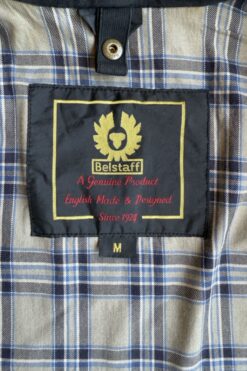 Belstaff
A Genuine Product
English Made & Designed
Since 1924
M